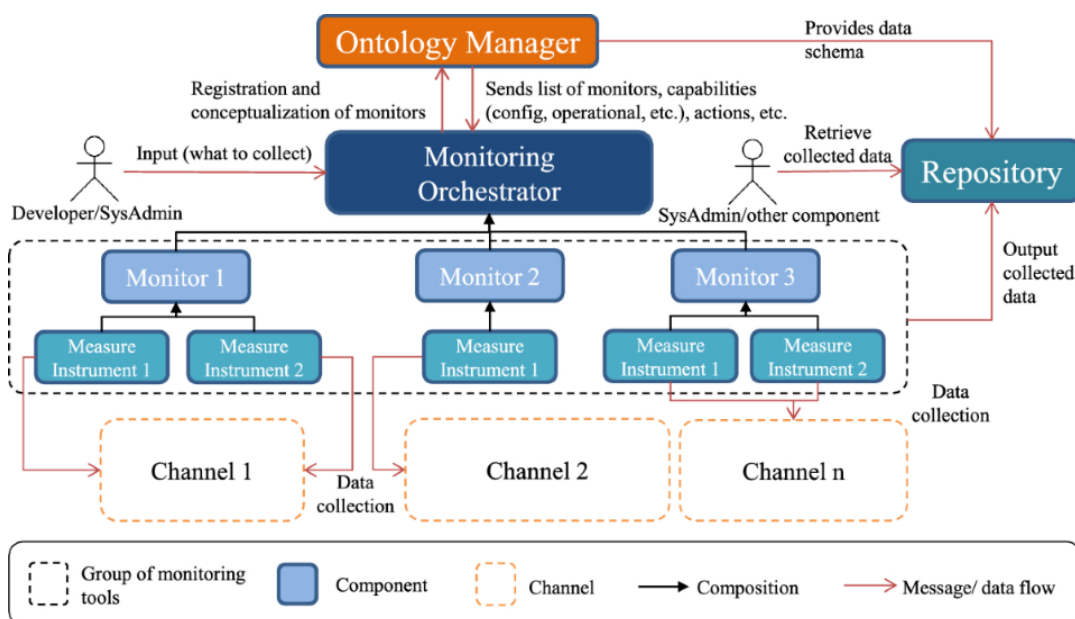 Ontology Manager
Provides data
schema
Registration and
conceptualization of monitors
Sends list of monitors, capabilities
(config, operational, etc.), actions, etc.
Input (what to collect)
Developer/SysAdmin
Monitoring
Orchestrator
Retrieve
collected data
SysAdmin/other component
Repository
Monitor 1
Monitor 2
Monitor 3
Output
collected
data
Measure
Instrument 1
Measure
Instrument 2
Measure
Instrument 1
Measure
Instrument 1
Measure
Instrument 2
Data
collection
Channel 1
Data
collection
Channel 2
Channel n
Group of monitoring
tools
Component
Channel
Composition
Message/ data flow